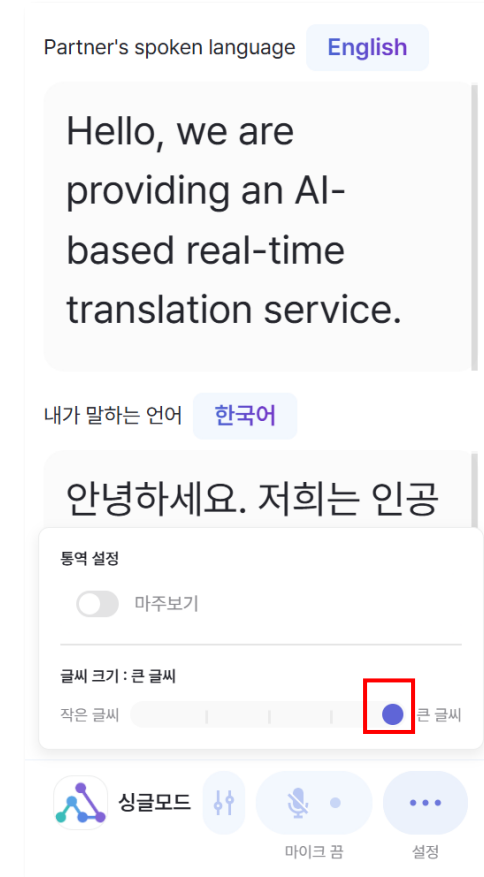 Partner's spoken language English
Hello, we are
providing an AI-
based real-time
translation service.
내가 말하는 언어 한국어
안녕하세요. 저희는 인공
통역 설정
마주보기
글씨 크기 : 큰 글씨
작은 글씨 큰 글씨
싱글모드
마이크 끔 설정